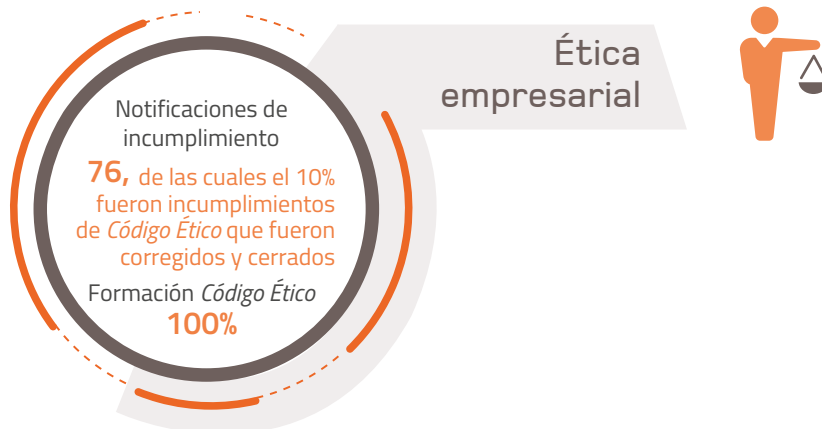 Ética
empresarial
Notificaciones de
incumplimiento
76, de las cuales el 10%
fueron incumplimientos
de Código Ético que fueron
corregidos y cerrados
Formación Código Ético
100%